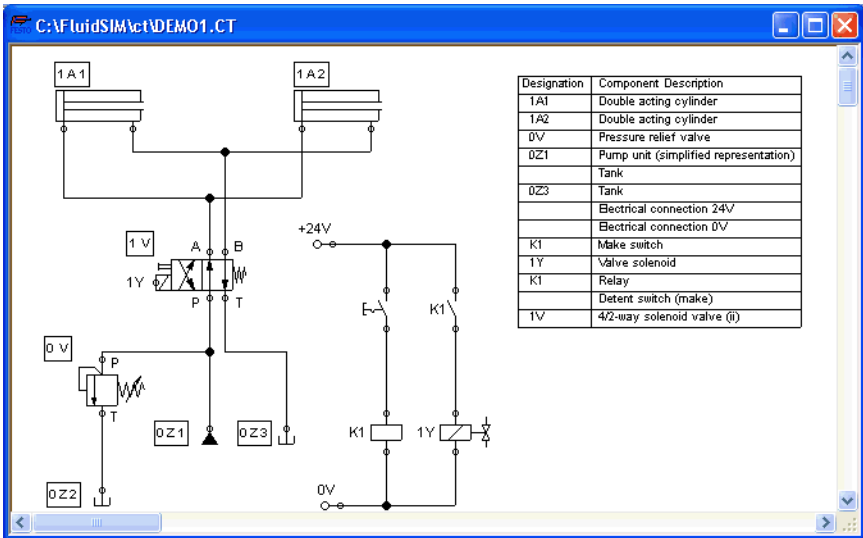 FESTO C:\FluidSIM\ct\DEMO1.CT
1A1
1A2
Designation Component Description
1A1 Double acting cylinder
1A2 Double acting cylinder
0V Pressure relief valve
0Z1 Pump unit (simplified representation)
Tank
0Z3 Tank
Electrical connection 24V
Electrical connection 0V
K1 Make switch
1Y Valve solenoid
K1 Relay
Detent switch (make)
1V 4/2-way solenoid valve (ii)
1 V
A B
1Y
P T
+24V
K1
0 V
P
T
0Z1
0Z3
K1
1Y
0Z2
0V